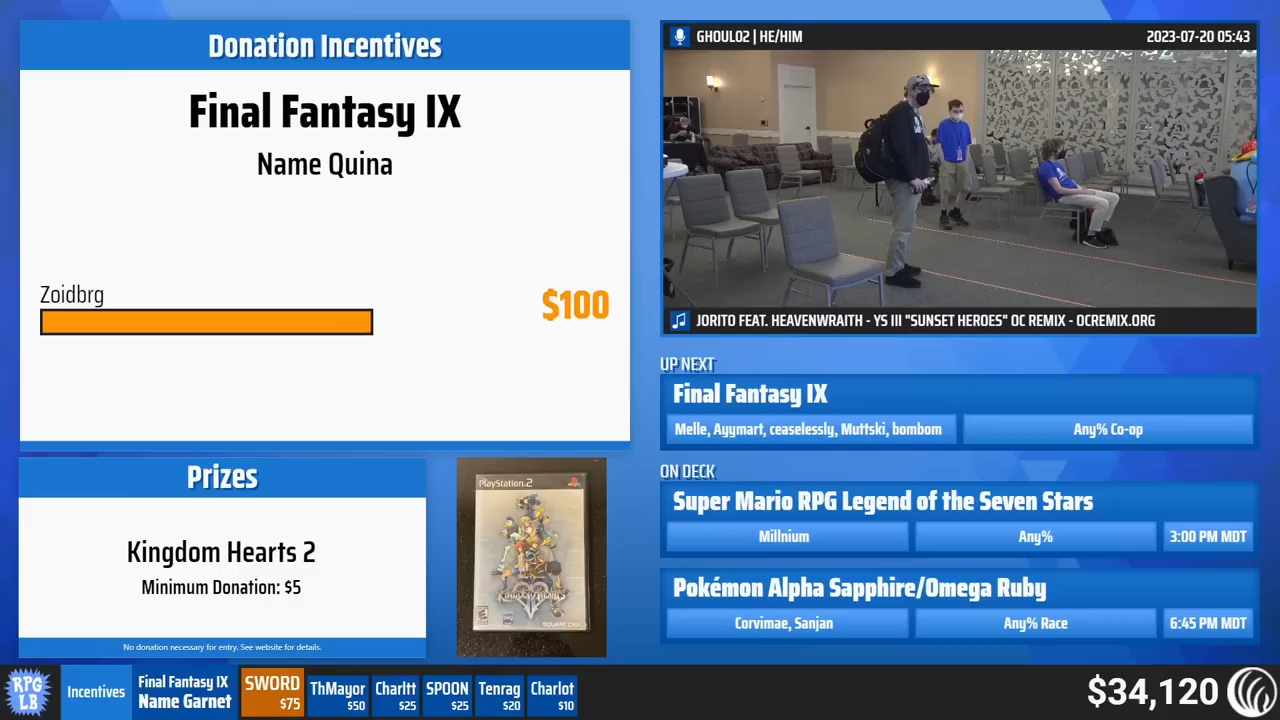 Donation Incentives
Final Fantasy IX
Name Quina
Zoidbrg
$100
Prizes
Kingdom Hearts 2
Minimum Donation: $5
No donation necessary for entry. See website for details.
PlayStation.2
KINGDOM HEARTS
SQUARE ENIX
GHOUL02 | HE/HIM
2023-07-20 05:43
JORITO FEAT. HEAVENWRAITH - YS III "SUNSET HEROES" OC REMIX - OCREMIX.ORG
UP NEXT
Final Fantasy IX
Melle, Ayymart, ceaselessly, Muttski, bombom
Any% Co-op
ON DECK
Super Mario RPG Legend of the Seven Stars
Millnium
Any%
3:00 PM MDT
Pokémon Alpha Sapphire/Omega Ruby
Corvimae, Sanjan
Any% Race
6:45 PM MDT
RPG
LB
Incentives
Final Fantasy IX
Name Garnet
SWORD
$75
ThMayor
$50
Charltt
$25
SPOON
$25
Tenrag
$20
Charlot
$10
$34,120